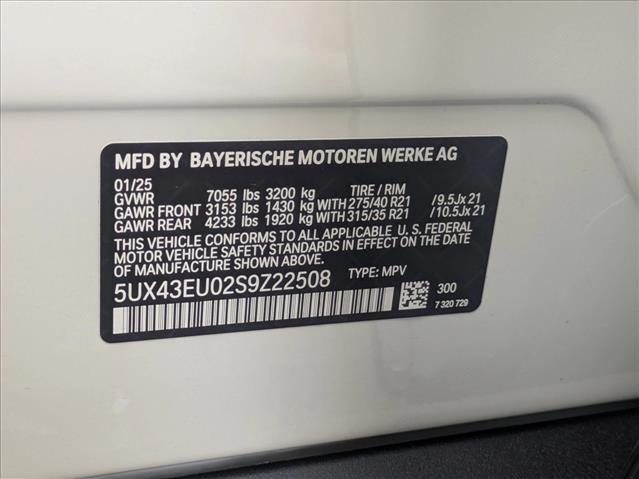 MFD BY BAYERISCHE MOTOREN WERKE AG
01/25 TIRE / RIM
GVWR 7055 lbs 3200 kg
GAWR FRONT 3153 lbs 1430 kg WITH 275/40 R21 /9.5Jx 21
GAWR REAR 4233 lbs 1920 kg WITH 315/35 R21 /10.5Jx 21
THIS VEHICLE CONFORMS TO ALL APPLICABLE U. S. FEDERAL
MOTOR VEHICLE SAFETY STANDARDS IN EFFECT ON THE DATE OF
MANUFACTURE SHOWN ABOVE.
5UX43EU02S9Z22508 TYPE: MPV
300
7 320 729